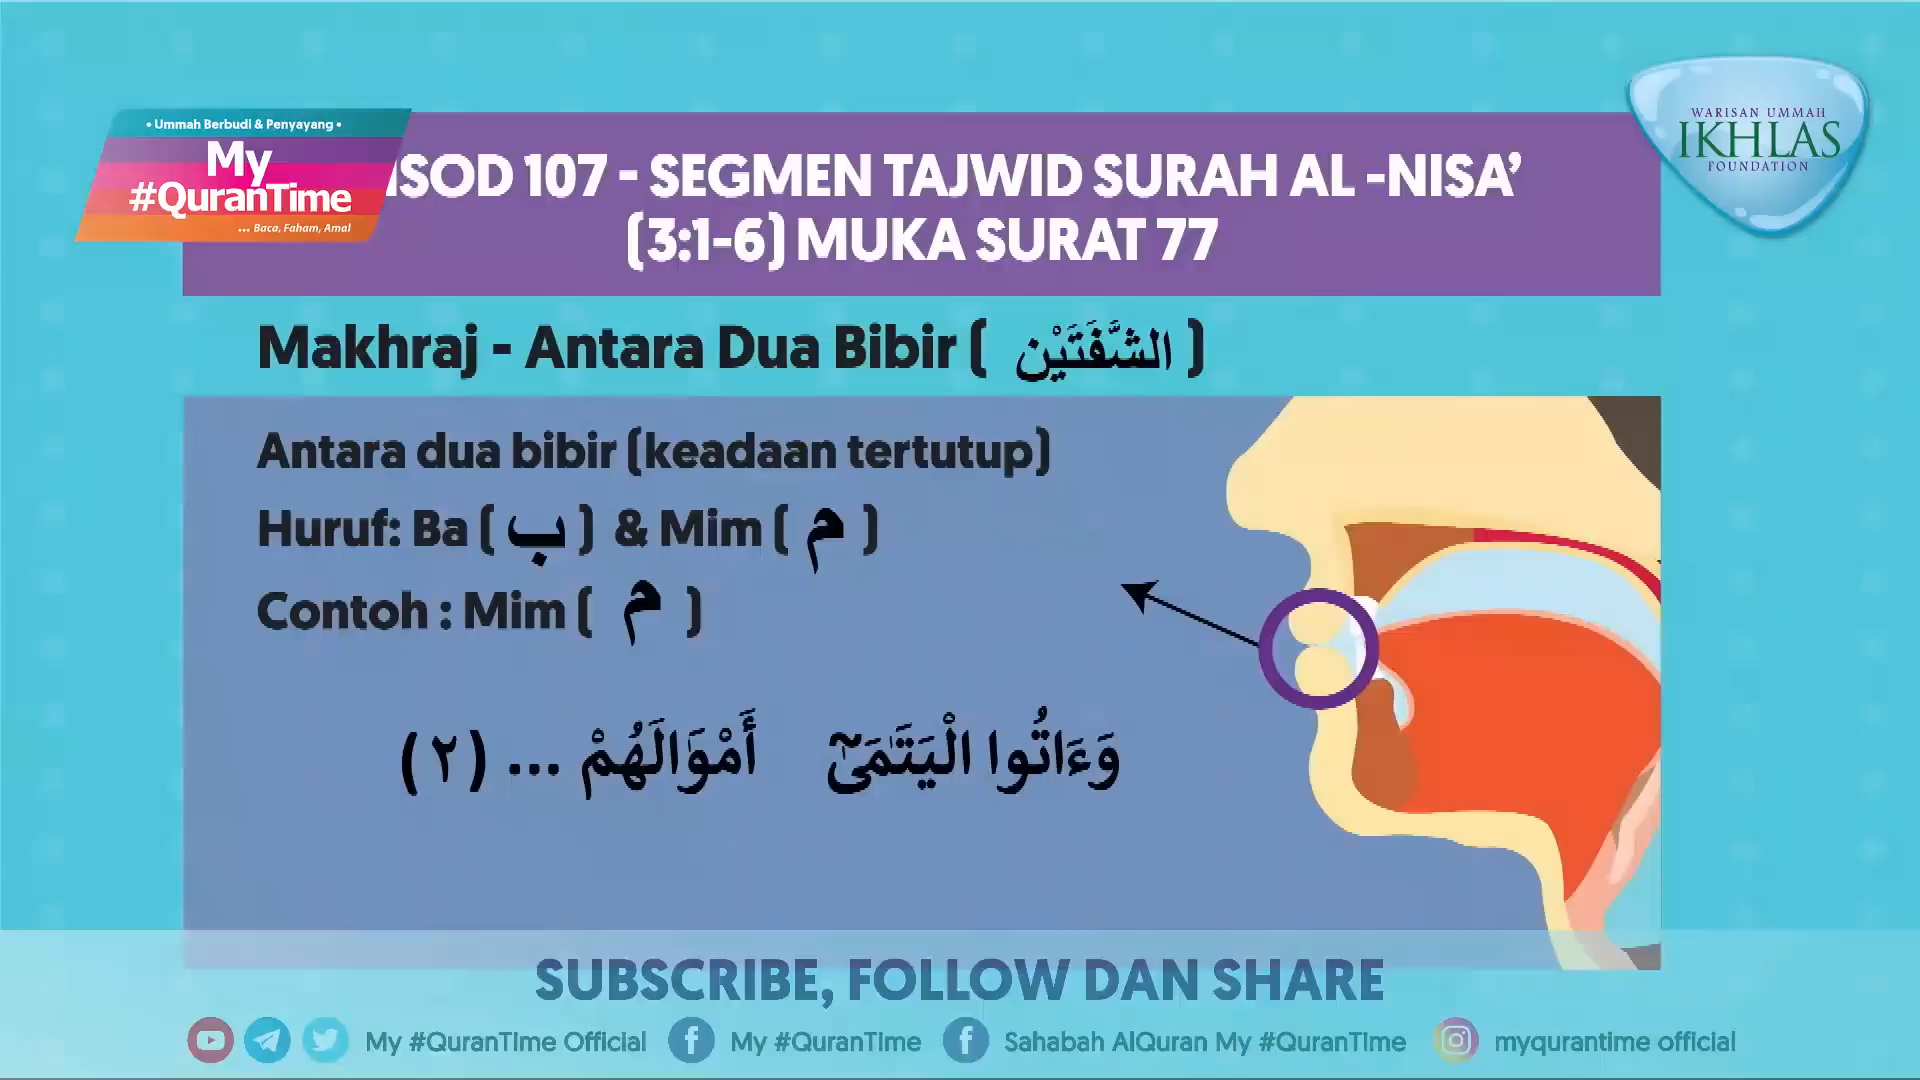 • Ummah Berbudi & Penyayang •
My
#QuranTime
... Baca, Faham, Amal
WARISAN UMMAH
IKHLAS
FOUNDATION
ISOD 107 - SEGMEN TAJWID SURAH AL -NISA’
(3:1-6) MUKA SURAT 77
Makhraj - Antara Dua Bibir ( الشَّفَتَيْن )
Antara dua bibir (keadaan tertutup)
Huruf: Ba ( ب ) & Mim ( م )
Contoh : Mim ( م )
وَءَاتُوا الْيَتَٰمَىٰٓ أَمْوَالَهُمْ ... (٢)
SUBSCRIBE, FOLLOW DAN SHARE
My #QuranTime Official My #QuranTime Sahabah AlQuran My #QuranTime myqurantime official